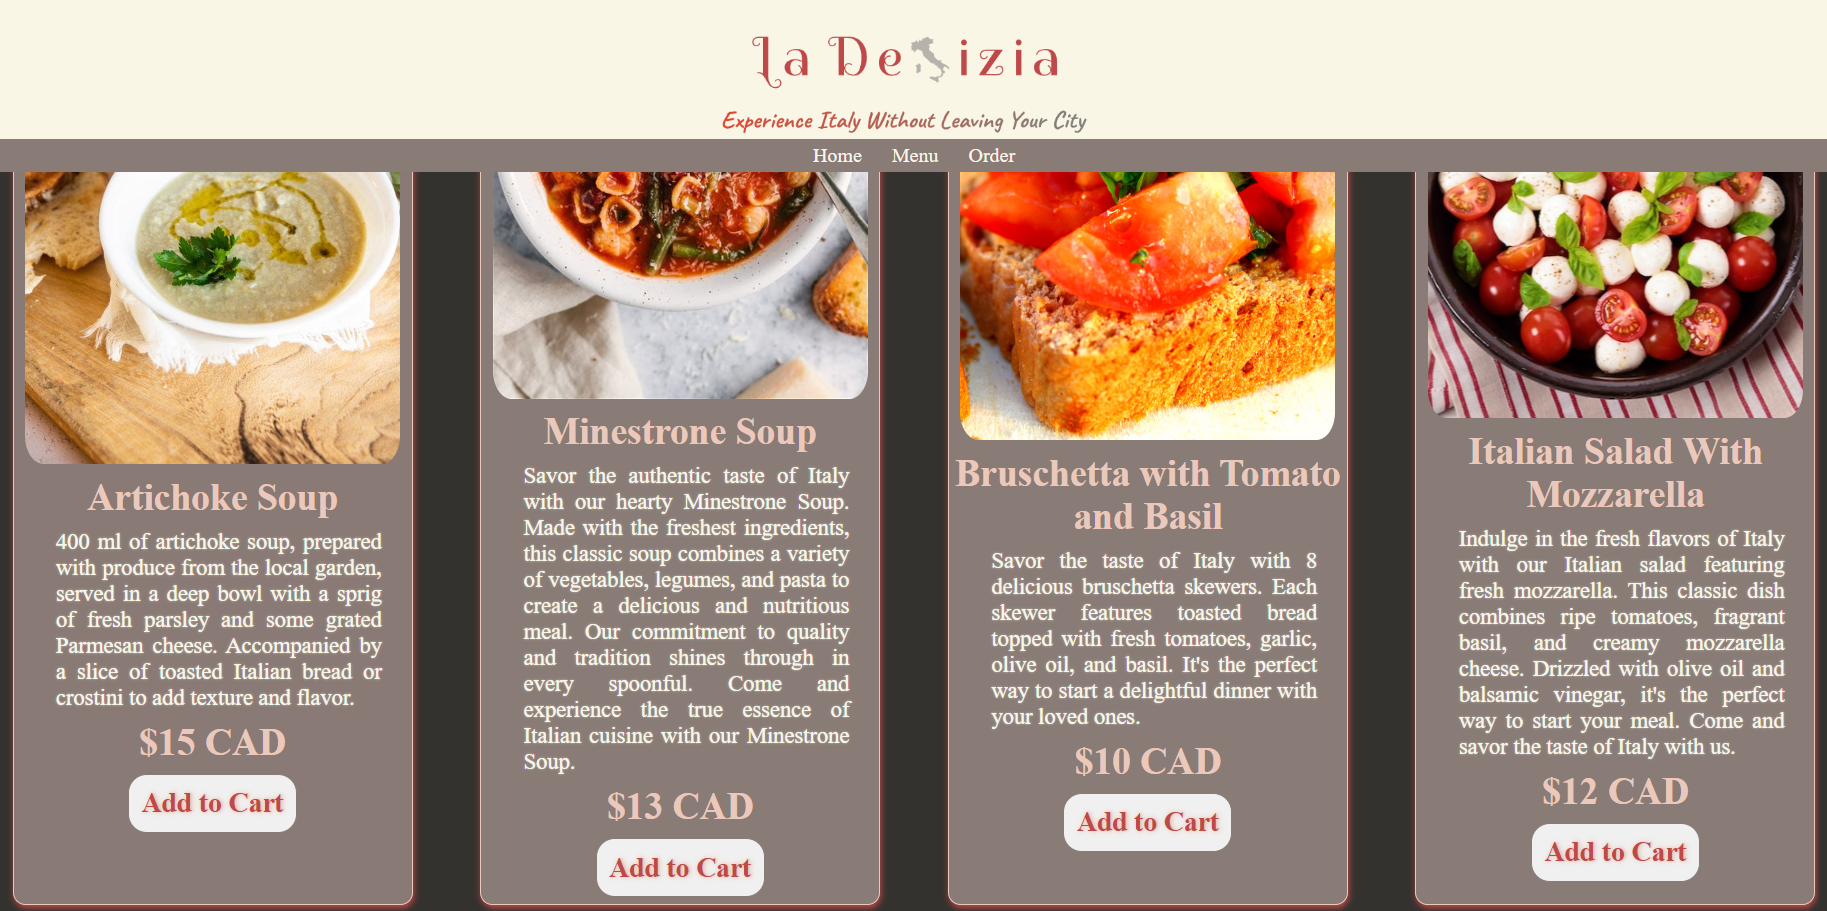 La Delizia
Experience Italy Without Leaving Your City
Home Menu Order
Artichoke Soup
400 ml of artichoke soup, prepared
with produce from the local garden,
served in a deep bowl with a sprig
of fresh parsley and some grated
Parmesan cheese. Accompanied by
a slice of toasted Italian bread or
crostini to add texture and flavor.
$15 CAD
Add to Cart
Minestrone Soup
Savor the authentic taste of Italy
with our hearty Minestrone Soup.
Made with the freshest ingredients,
this classic soup combines a variety
of vegetables, legumes, and pasta to
create a delicious and nutritious
meal. Our commitment to quality
and tradition shines through in
every spoonful. Come and
experience the true essence of
Italian cuisine with our Minestrone
Soup.
$13 CAD
Add to Cart
Bruschetta with Tomato
and Basil
Savor the taste of Italy with 8
delicious bruschetta skewers. Each
skewer features toasted bread
topped with fresh tomatoes, garlic,
olive oil, and basil. It's the perfect
way to start a delightful dinner with
your loved ones.
$10 CAD
Add to Cart
Italian Salad With
Mozzarella
Indulge in the fresh flavors of Italy
with our Italian salad featuring
fresh mozzarella. This classic dish
combines ripe tomatoes, fragrant
basil, and creamy mozzarella
cheese. Drizzled with olive oil and
balsamic vinegar, it's the perfect
way to start your meal. Come and
savor the taste of Italy with us.
$12 CAD
Add to Cart